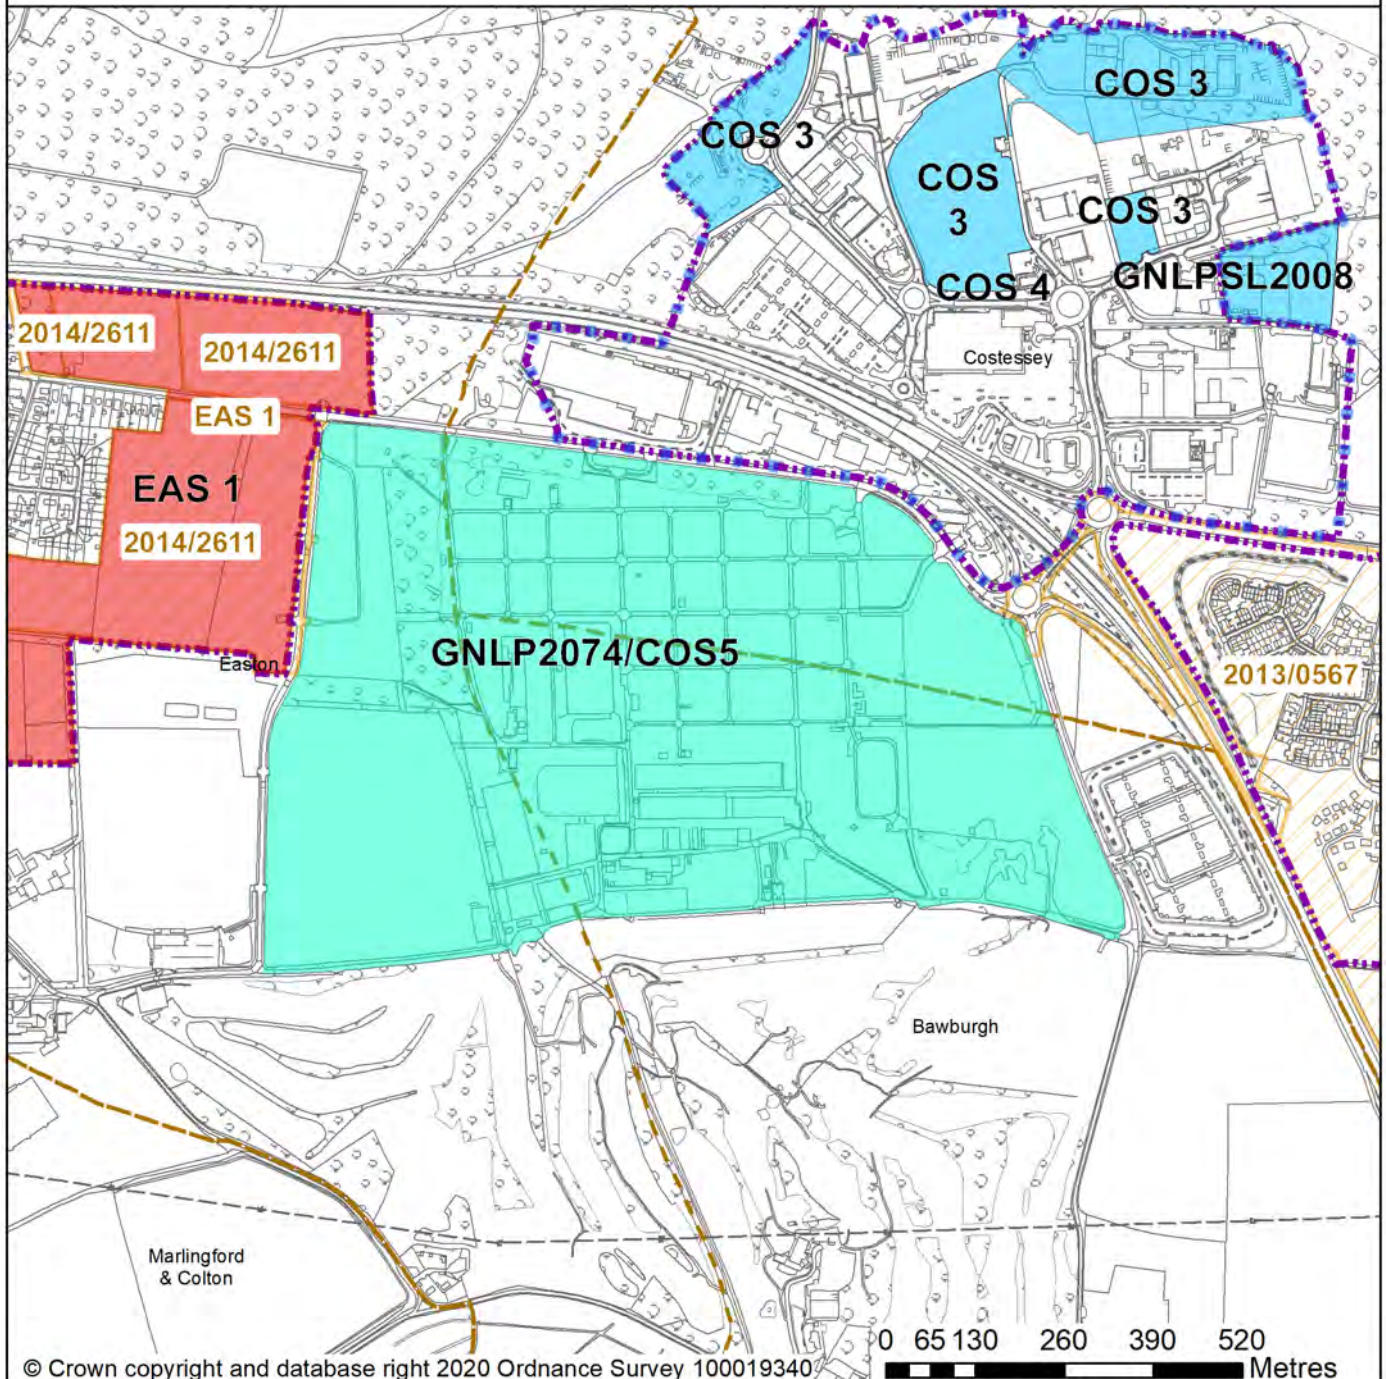 COS 3
COS 3
COS
3
COS 3
COS 4
GNLPSL2008
Costessey
2014/2611
2014/2611
EAS 1
EAS 1
2014/2611
Easton
GNLP2074/COS5
2013/0567
Bawburgh
Marlingford
& Colton
0 65 130 260 390 520
Metres
© Crown copyright and database right 2020 Ordnance Survey 100019340